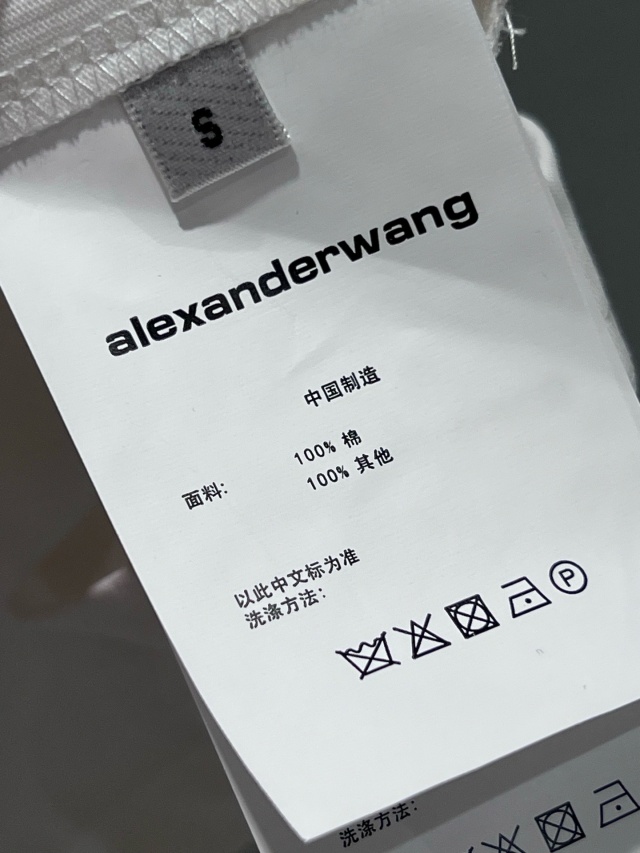 S
alexanderwang
中国制造
面料: 100% 棉
100% 其他
以此中文标为准
洗涤方法:
P
洗涤方法: